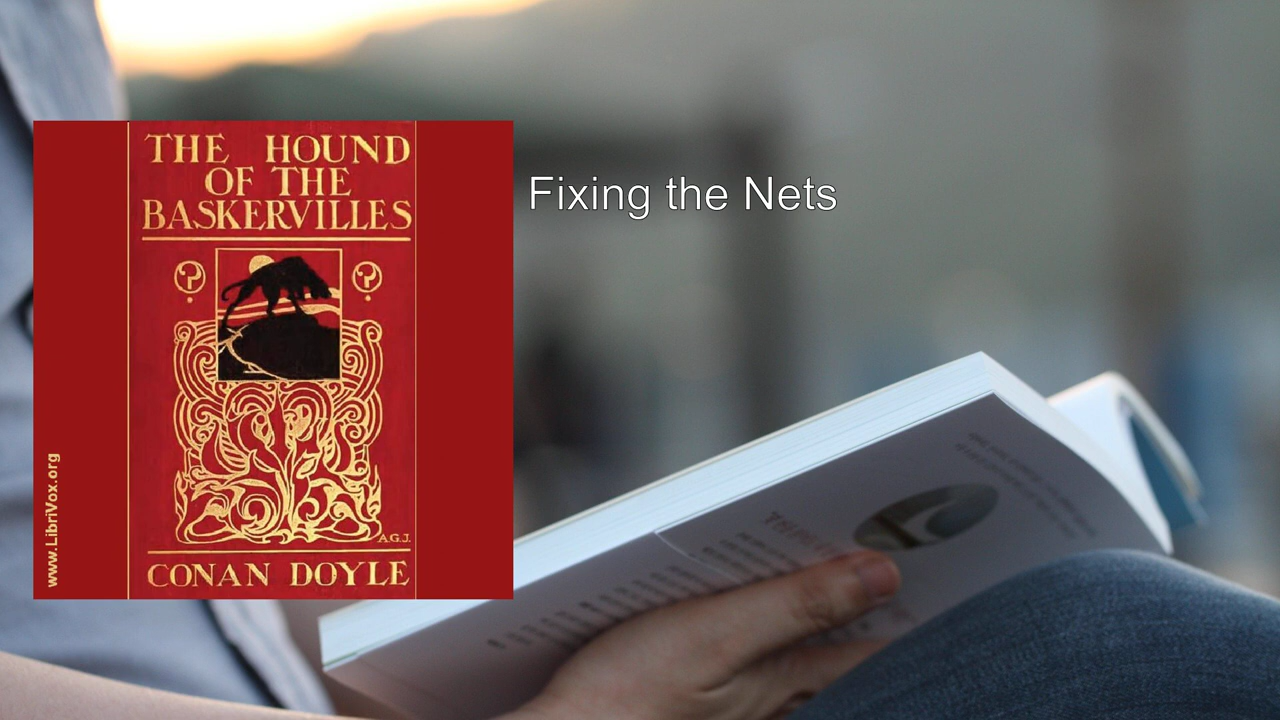 THE HOUND
OF THE
BASKERVILLES
? ?
A.G.J.
CONAN DOYLE
www.LibriVox.org
Fixing the Nets